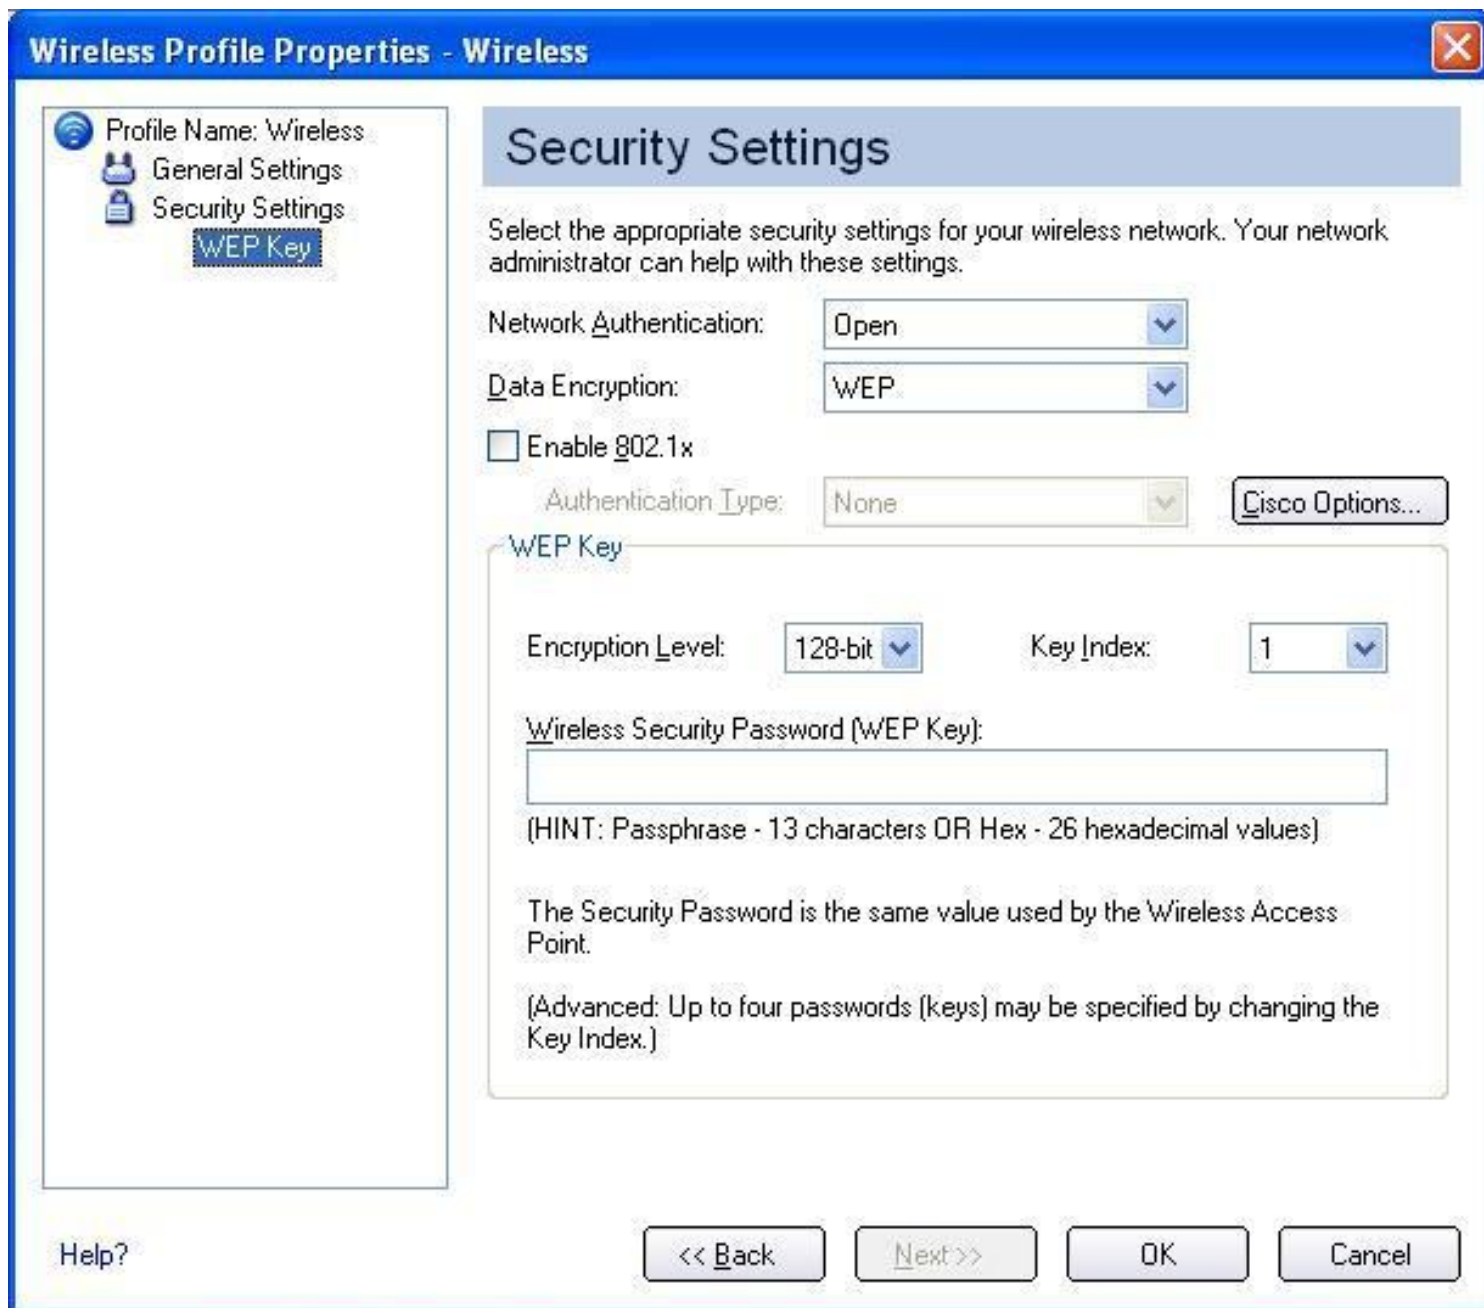 Wireless Profile Properties - Wireless
Profile Name: Wireless
General Settings
Security Settings
WEP Key
Security Settings
Select the appropriate security settings for your wireless network. Your network
administrator can help with these settings.
Network Authentication: Open
Data Encryption: WEP
Enable 802.1x
Authentication Type: None Cisco Options...
WEP Key
Encryption Level: 128-bit Key Index: 1
Wireless Security Password (WEP Key):
(HINT: Passphrase - 13 characters OR Hex - 26 hexadecimal values)
The Security Password is the same value used by the Wireless Access
Point.
(Advanced: Up to four passwords (keys) may be specified by changing the
Key Index.)
Help? << Back Next >> OK Cancel